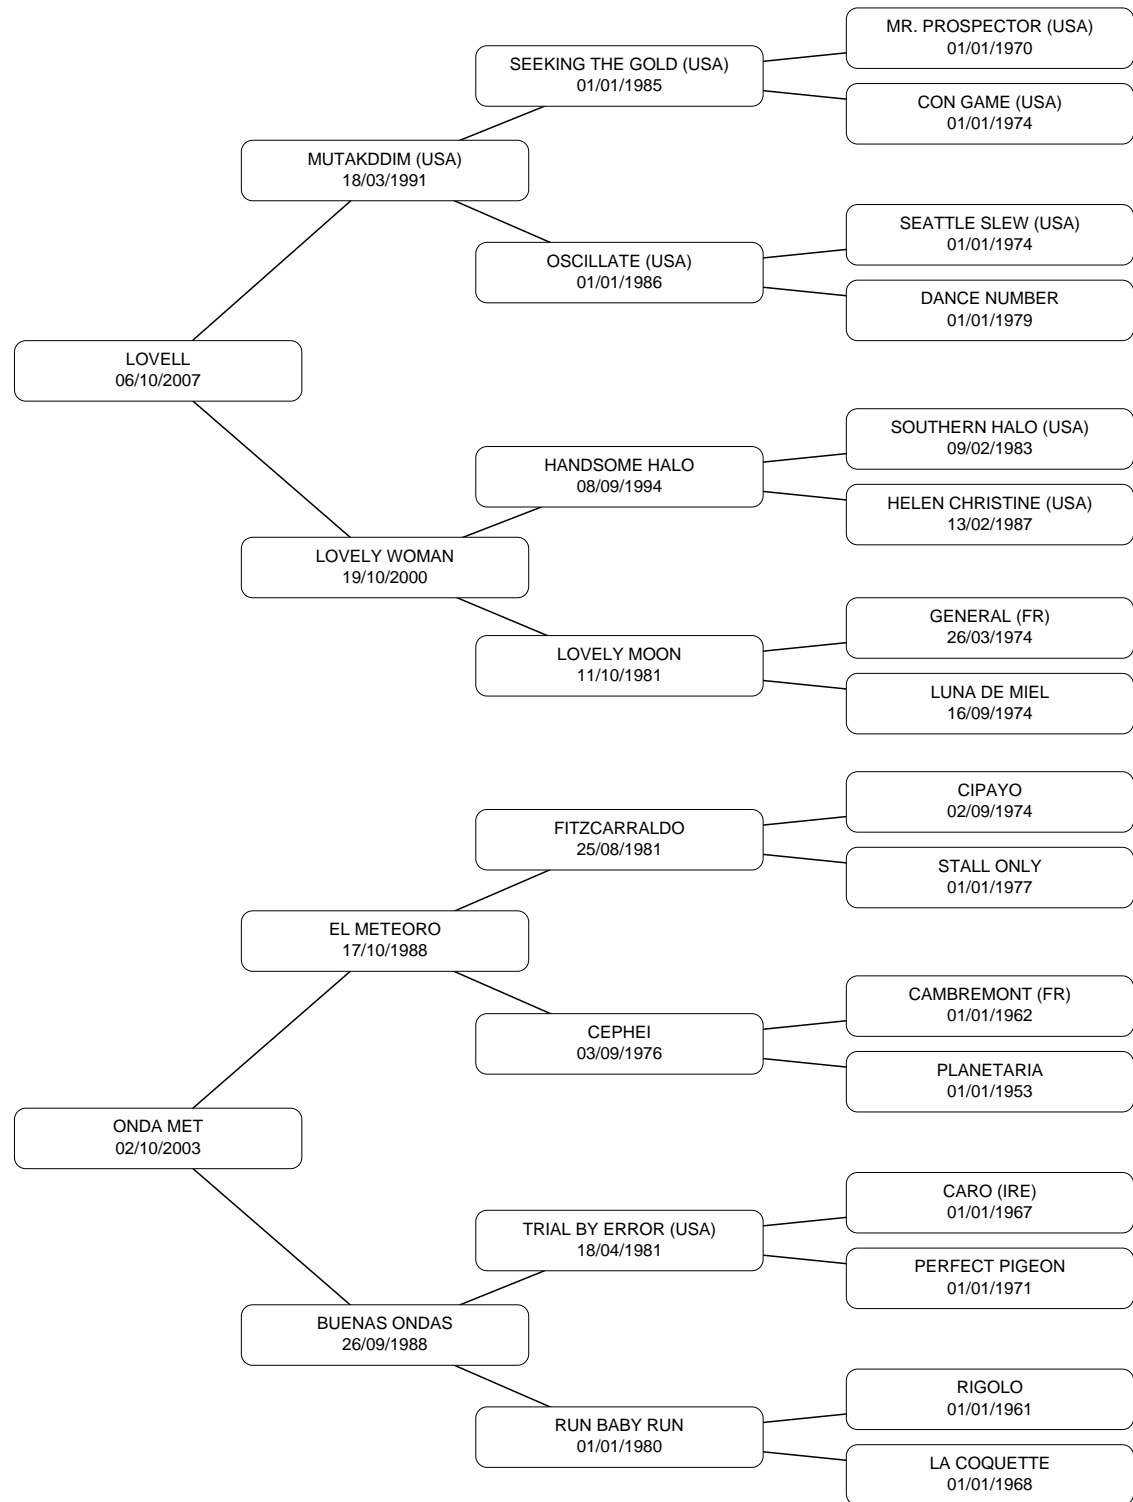 MR. PROSPECTOR (USA)
01/01/1970
SEEKING THE GOLD (USA)
01/01/1985
CON GAME (USA)
01/01/1974
MUTAKDDIM (USA)
18/03/1991
SEATTLE SLEW (USA)
01/01/1974
OSCILLATE (USA)
01/01/1986
DANCE NUMBER
01/01/1979
LOVELL
06/10/2007
SOUTHERN HALO (USA)
09/02/1983
HANDSOME HALO
08/09/1994
HELEN CHRISTINE (USA)
13/02/1987
LOVELY WOMAN
19/10/2000
GENERAL (FR)
26/03/1974
LOVELY MOON
11/10/1981
LUNA DE MIEL
16/09/1974
CIPAYO
02/09/1974
FITZCARRALDO
25/08/1981
STALL ONLY
01/01/1977
EL METEORO
17/10/1988
CAMBREMONT (FR)
01/01/1962
CEPHEI
03/09/1976
PLANETARIA
01/01/1953
ONDA MET
02/10/2003
CARO (IRE)
01/01/1967
TRIAL BY ERROR (USA)
18/04/1981
PERFECT PIGEON
01/01/1971
BUENAS ONDAS
26/09/1988
RIGOLO
01/01/1961
RUN BABY RUN
01/01/1980
LA COQUETTE
01/01/1968